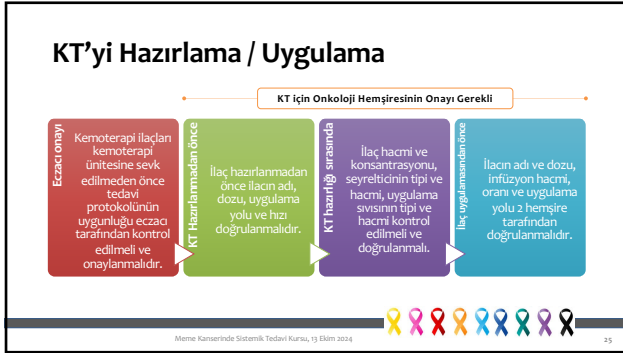 KT’yi Hazırlama / Uygulama
KT için Onkoloji Hemşiresinin Onayı Gerekli
Eczacı onayı
Kemoterapi ilaçları
kemoterapi
ünitesine sevk
edilmeden önce
tedavi
protokolünün
uygunluğu eczacı
tarafından kontrol
edilmeli ve
onaylanmalıdır.
KT Hazırlanmadan önce
İlaç hazırlanmadan
önce ilacın adı,
dozu, uygulama
yolu ve hızı
doğrulanmalıdır.
KT hazırlığı sırasında
İlaç hacmi ve
konsantrasyonu,
seyrelticinin tipi ve
hacmi, uygulama
sıvısının tipi ve
hacmi kontrol
edilmeli ve
doğrulanmalı.
İlaç uygulamasından önce
İlacın adı ve dozu,
infüzyon hacmi,
oranı ve uygulama
yolu 2 hemşire
tarafından
doğrulanmalıdır.
Meme Kanserinde Sistemik Tedavi Kursu, 13 Ekim 2024
25